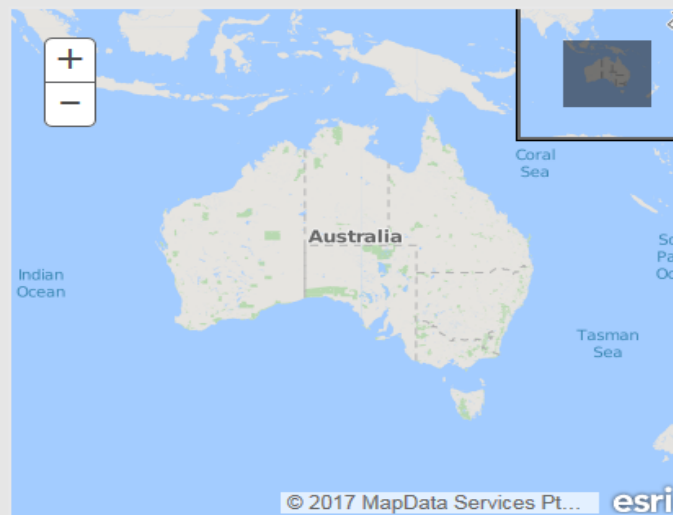 +
−
Coral
Sea
Australia
Indian
Ocean
Tasman
Sea
© 2017 MapData Services Pt...
esri